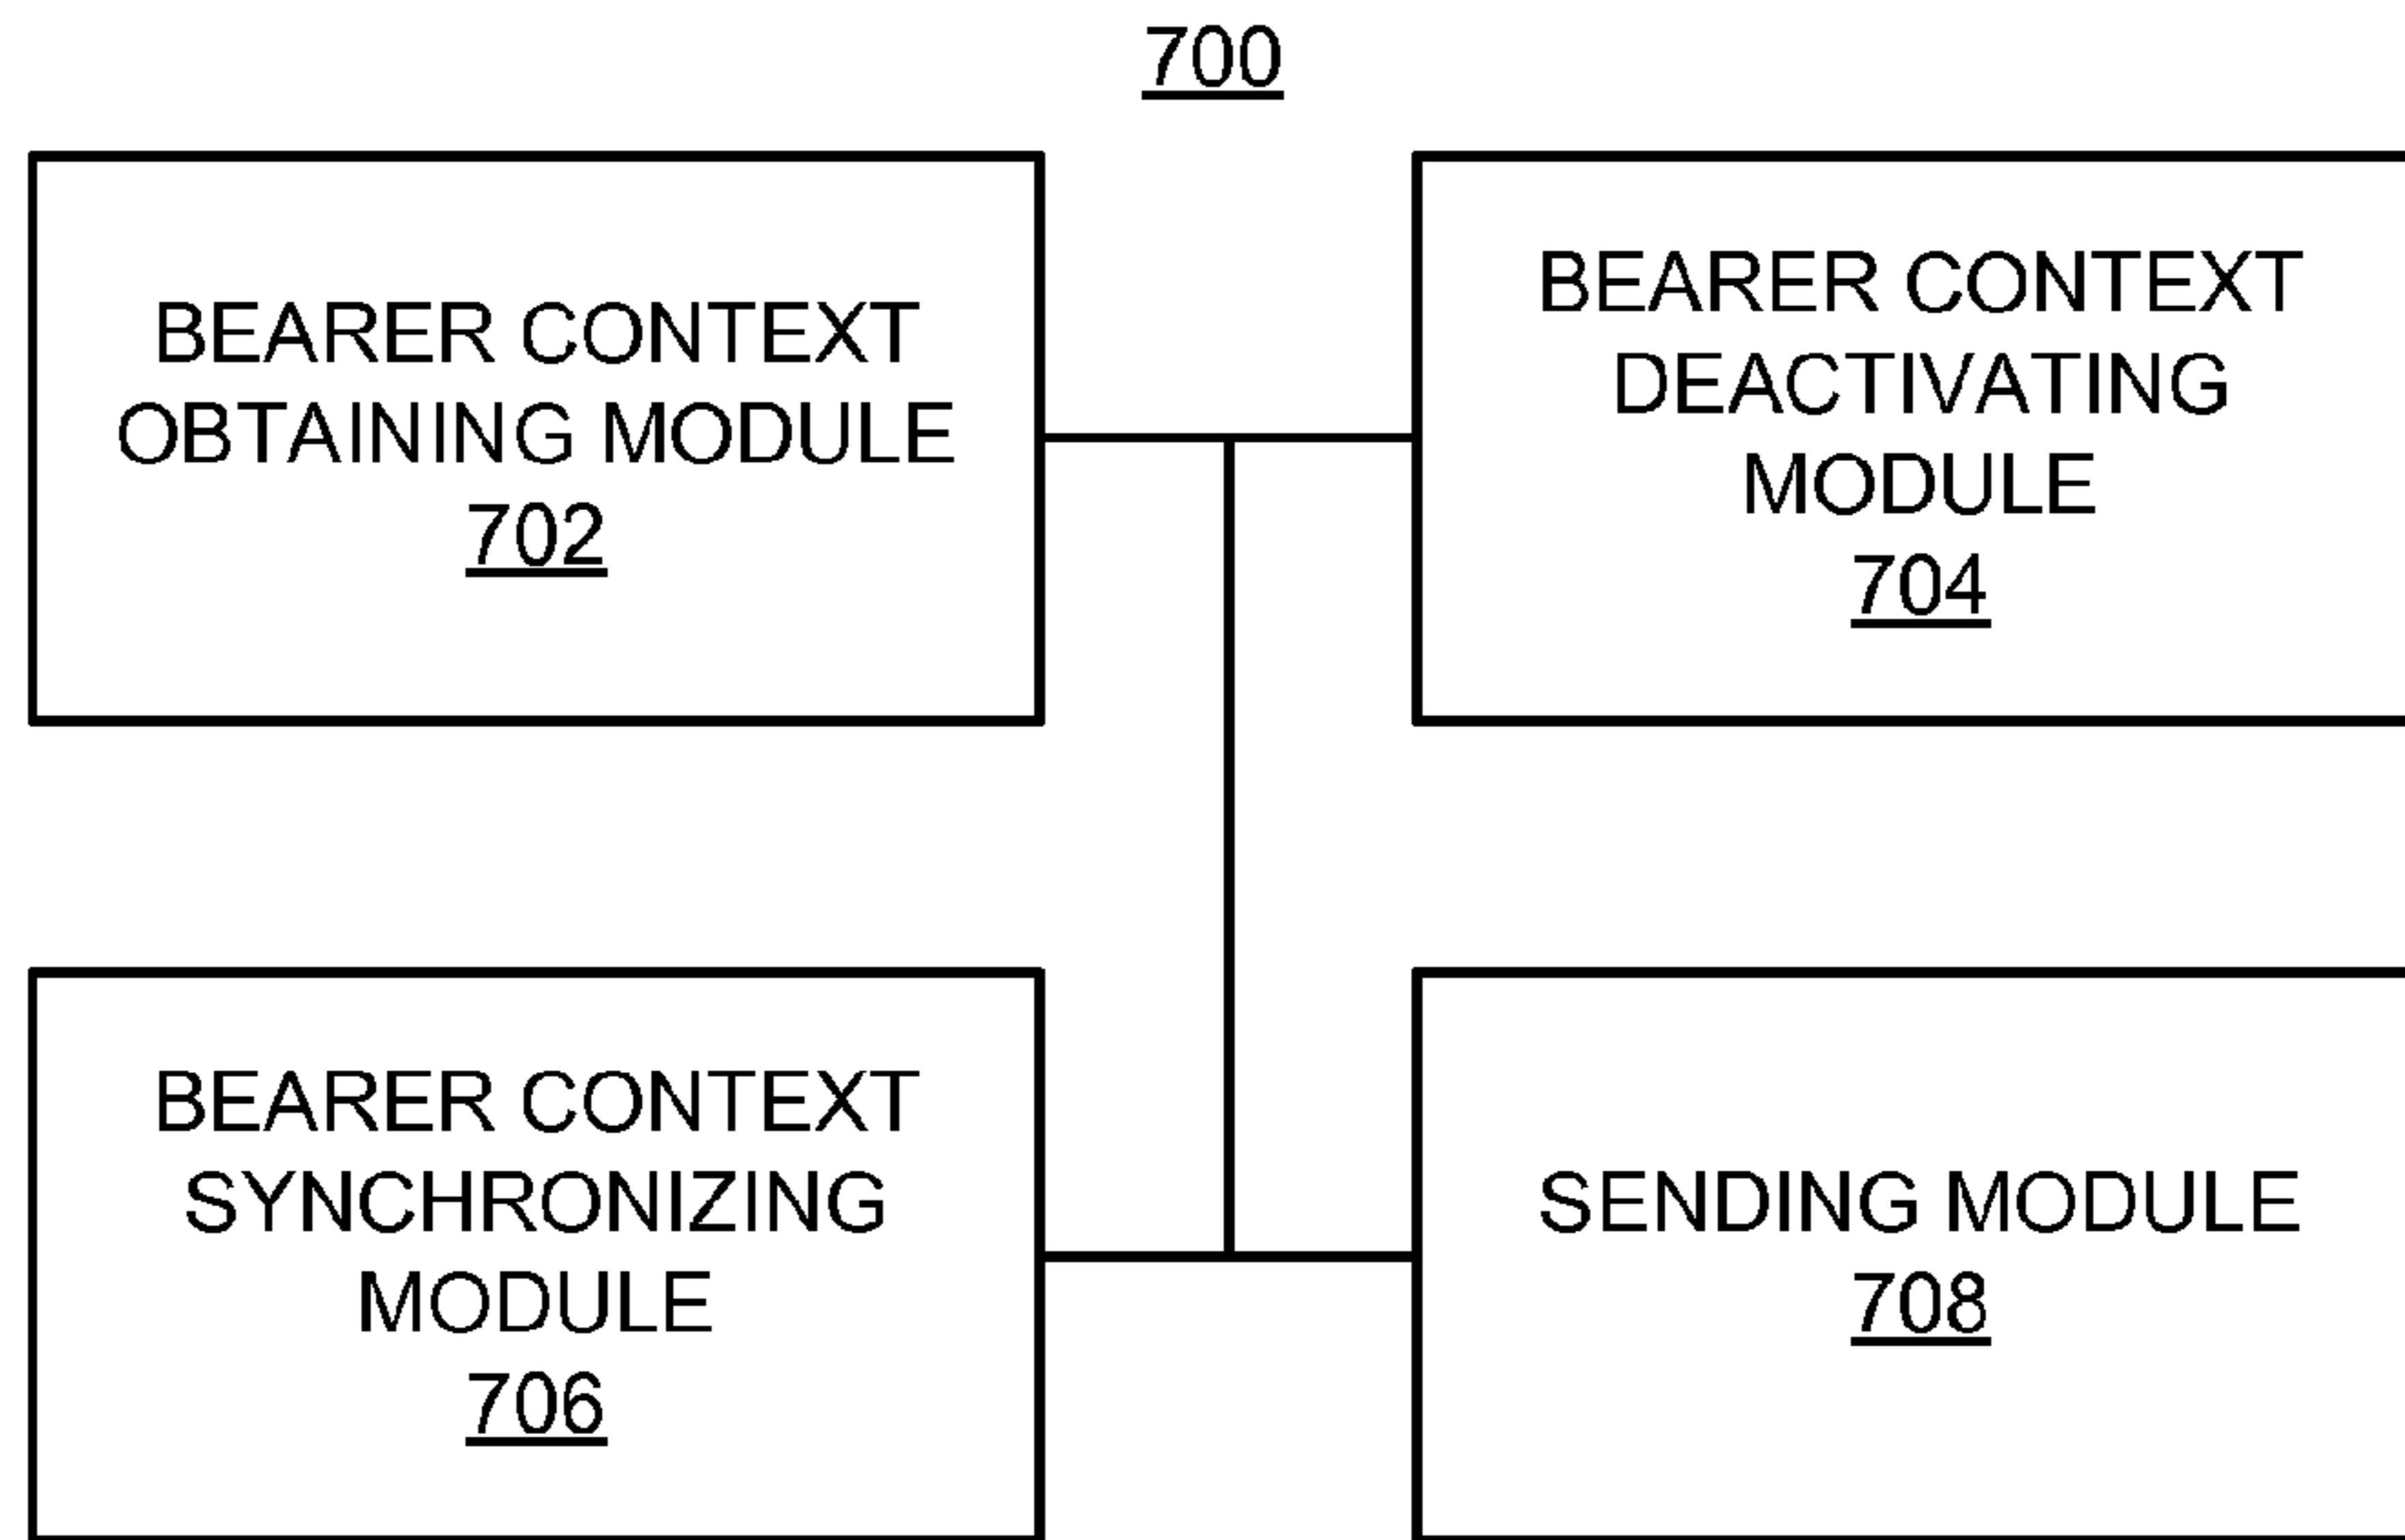 700
BEARER CONTEXT
OBTAINING MODULE
702
BEARER CONTEXT
DEACTIVATING
MODULE
704
BEARER CONTEXT
SYNCHRONIZING
MODULE
706
SENDING MODULE
708